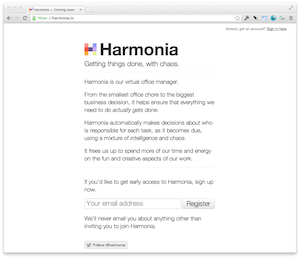 Harmonia — Coming soon
https://harmonia.io
Already got an account? Sign in here
Harmonia
Getting things done, with chaos.
Harmonia is your virtual office manager.
From the smallest office chore to the biggest
business decision, it helps ensure that everything we
need to do actually gets done.
Harmonia automatically makes decisions about who
is responsible for each task, as it becomes due,
using a mixture of intelligence and chaos.
It frees us up to spend more of our time and energy
on the fun and creative aspects of our work.
If you'd like to get early access to Harmonia, sign up
now.
Your email address
Register
We'll never email you about anything other than
inviting you to join Harmonia.
Follow @harmonia